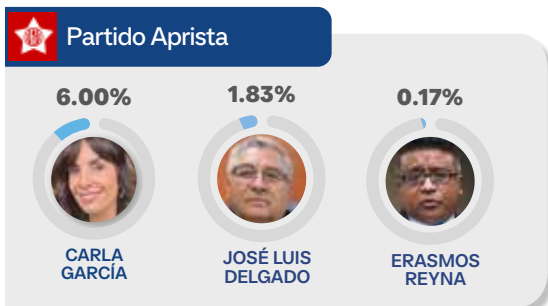 Partido Aprista
6.00%
1.83%
0.17%
CARLA
GARCÍA
JOSÉ LUIS
DELGADO
ERASMOS
REYNA